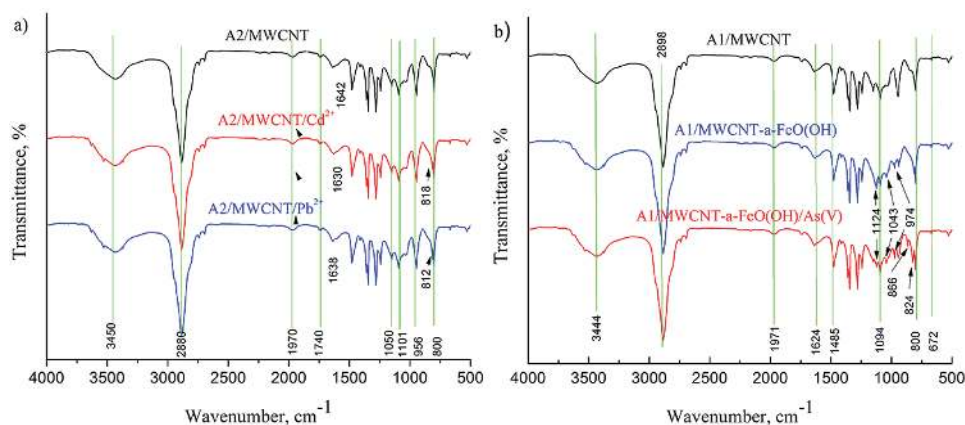 a)
A2/MWCNT
1642
A2/MWCNT/Cd²⁺
1630
818
A2/MWCNT/Pb²⁺
1638
812
3450
2880
1970
1740
1050
1101
956
800
4000 3500 3000 2500 2000 1500 1000 500
Wavenumber, cm⁻¹
Transmittance, %
b)
2898
A1/MWCNT
A1/MWCNT-a-FeO(OH)
1124
1043
974
A1/MWCNT-a-FeO(OH)/As(V)
866
824
3444
1971
1624
1485
1094
800
672
4000 3500 3000 2500 2000 1500 1000 500
Wavenumber, cm⁻¹
Transmittance, %